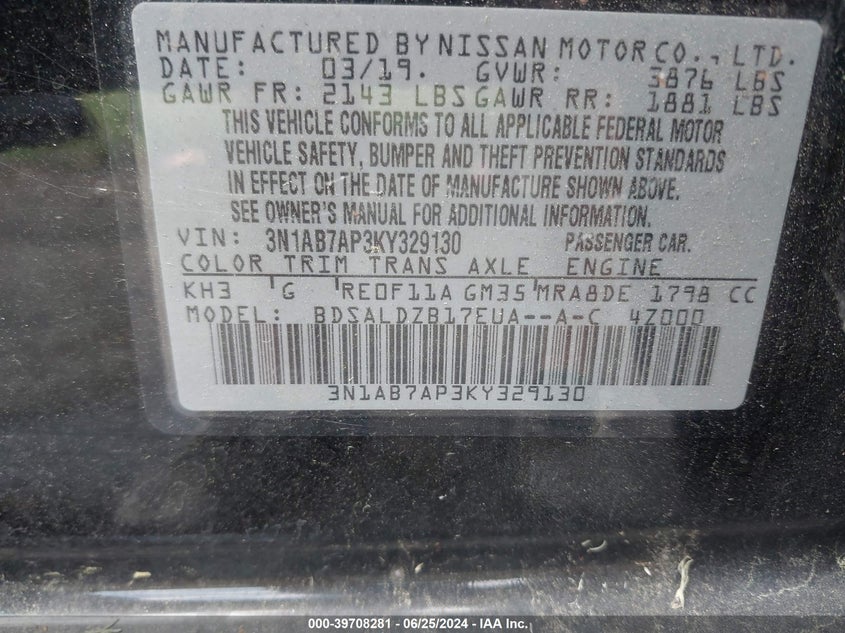 MANUFACTURED BY NISSAN MOTOR CO., LTD.
DATE: 03/19. GVWR: 3876 LBS
GAWR FR: 2143 LBS GAWR RR: 1881 LBS
THIS VEHICLE CONFORMS TO ALL APPLICABLE FEDERAL MOTOR
VEHICLE SAFETY, BUMPER AND THEFT PREVENTION STANDARDS
IN EFFECT ON THE DATE OF MANUFACTURE SHOWN ABOVE.
SEE OWNER'S MANUAL FOR ADDITIONAL INFORMATION.
VIN: 3N1AB7AP3KY329130 PASSENGER CAR.
COLOR TRIM TRANS AXLE ENGINE
KH3 G RE0F11A GM35 MRA8DE 1798 CC
MODEL: BDSALDZB17EUA--A-C 4Z000
3N1AB7AP3KY329130
000-39708281 - 06/25/2024 - IAA Inc.